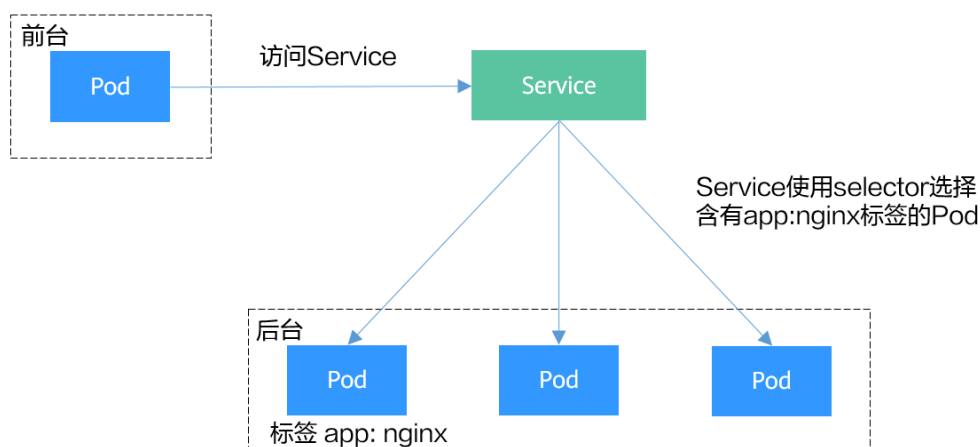 前台
Pod
访问Service
Service
Service使用selector选择
含有app:nginx标签的Pod
后台
Pod
Pod
Pod
标签 app: nginx